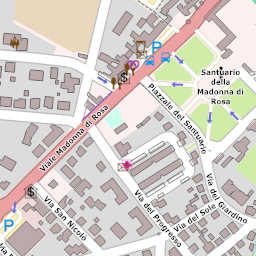 Santuario
della
Madonna di
Rosa
Viale Madonna di Rosa
Piazzale del Santuario
Via San Nicolò
Via del Progresso
Via dei Sole
Via del Giardino
P
P
$
$